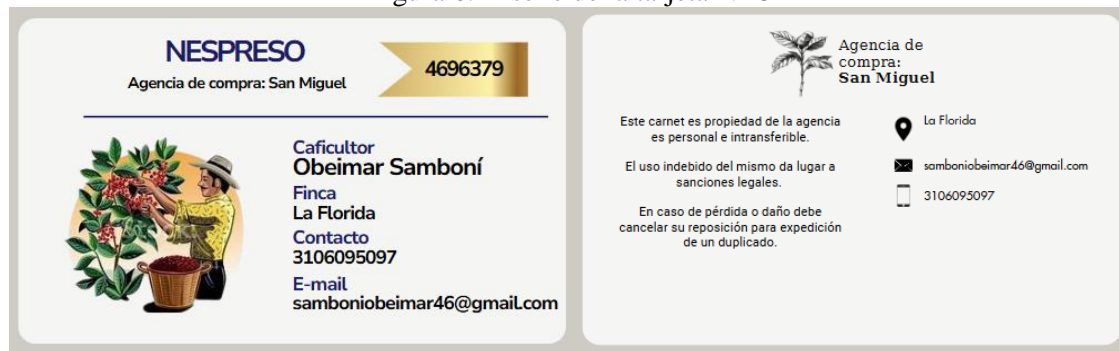 NESPRESO
Agencia de compra: San Miguel
4696379
Caficultor
Obeimar Samboní
Finca
La Florida
Contacto
3106095097
E-mail
samboniobeimar46@gmail.com
Agencia de
compra:
San Miguel
Este carnet es propiedad de la agencia
es personal e intransferible.
El uso indebido del mismo da lugar a
sanciones legales.
En caso de pérdida o daño debe
cancelar su reposición para expedición
de un duplicado.
La Florida
samboniobeimar46@gmail.com
3106095097